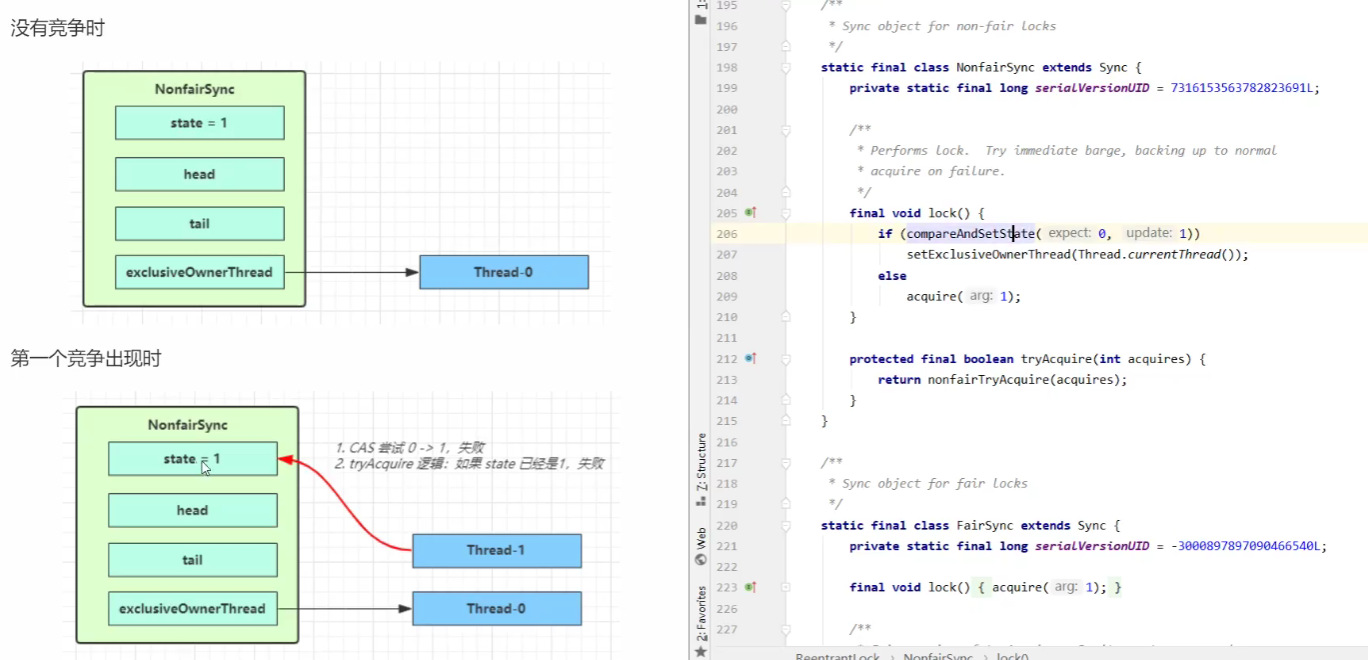 没有竞争时
NonfairSync
state = 1
head
tail
exclusiveOwnerThread
Thread-0
第一个竞争出现时
NonfairSync
state = 1
head
tail
exclusiveOwnerThread
1. CAS 尝试 0 -> 1，失败
2. tryAcquire 逻辑：如果 state 已经是1，失败
Thread-1
Thread-0
1:
Z: Structure
Web
2: Favorites
195 /**
196 * Sync object for non-fair locks
197 */
198 static final class NonfairSync extends Sync {
199 private static final long serialVersionUID = 7316153563782823691L;
200
201 /**
202 * Performs lock.  Try immediate barge, backing up to normal
203 * acquire on failure.
204 */
205 final void lock() {
206 if (compareAndSetState( expect: 0, update: 1))
207 setExclusiveOwnerThread(Thread.currentThread());
208 else
209 acquire( arg: 1);
210 }
211
212 protected final boolean tryAcquire(int acquires) {
213 return nonfairTryAcquire(acquires);
214 }
215 }
216
217 /**
218 * Sync object for fair locks
219 */
220 static final class FairSync extends Sync {
221 private static final long serialVersionUID = -3000897897090466540L;
222
223 final void lock() { acquire( arg: 1); }
226
227 /**
ReentrantLock › NonfairSync › lock()